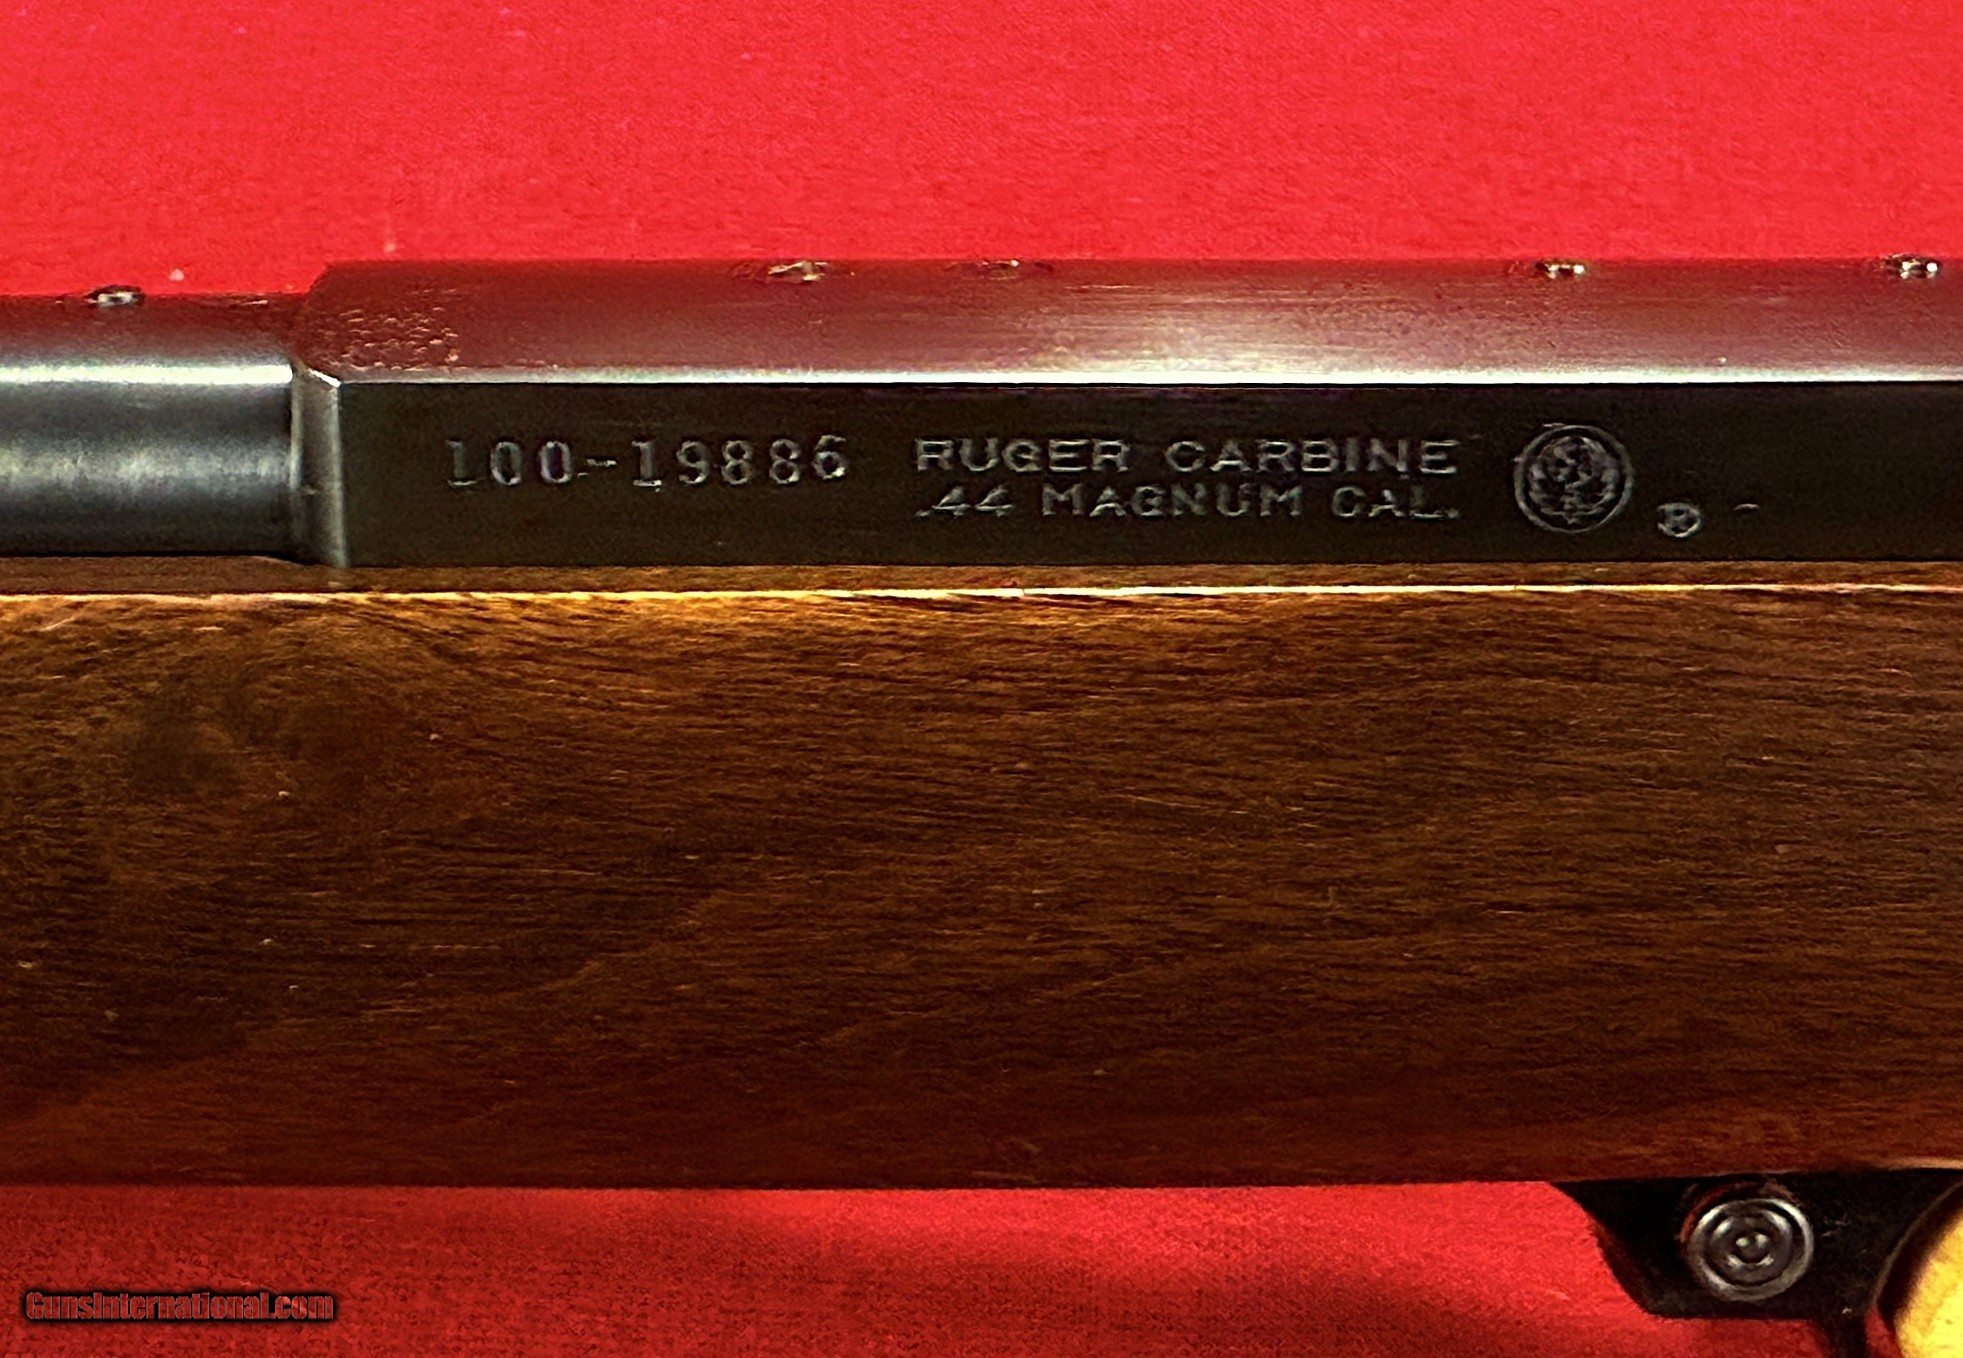 100-19886 RUGER CARBINE
.44 MAGNUM CAL.
®
GunsInternational.com